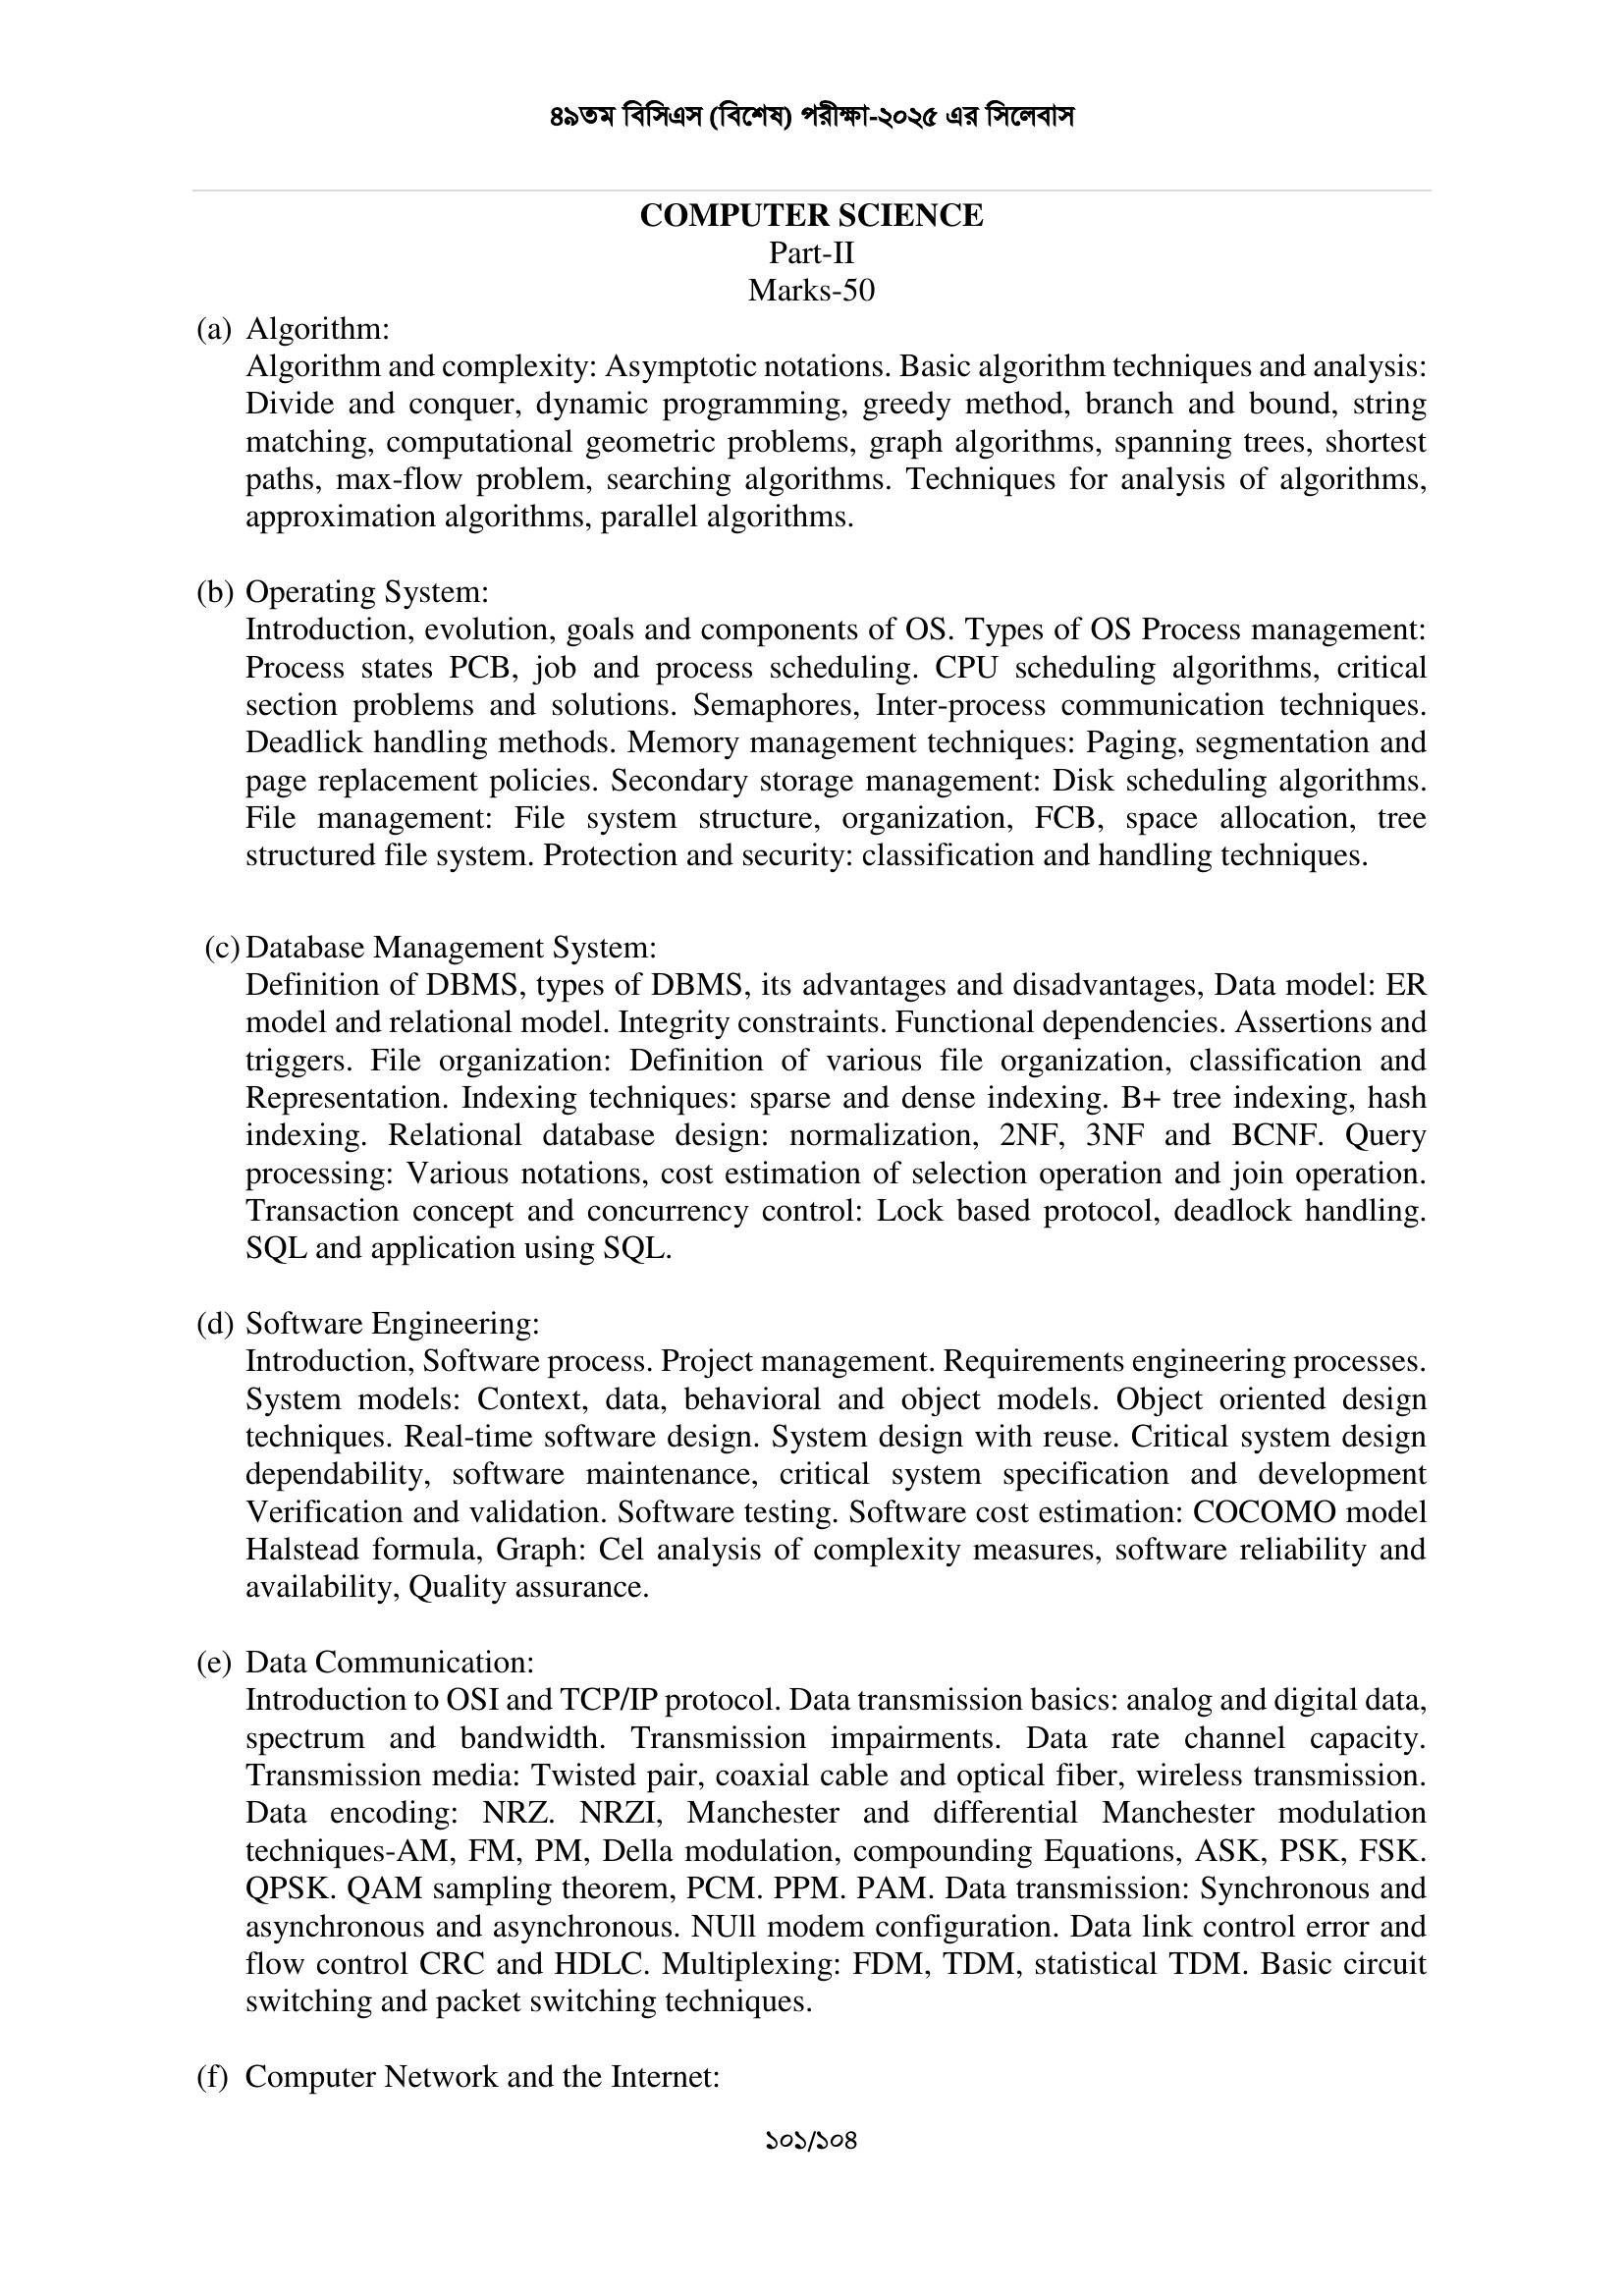 ৪৯তম বিসিএস (বিশেষ) পরীক্ষা-২০২৫ এর সিলেবাস
COMPUTER SCIENCE
Part-II
Marks-50
(a) Algorithm:
Algorithm and complexity: Asymptotic notations. Basic algorithm techniques and analysis:
Divide and conquer, dynamic programming, greedy method, branch and bound, string
matching, computational geometric problems, graph algorithms, spanning trees, shortest
paths, max-flow problem, searching algorithms. Techniques for analysis of algorithms,
approximation algorithms, parallel algorithms.
(b) Operating System:
Introduction, evolution, goals and components of OS. Types of OS Process management:
Process states PCB, job and process scheduling. CPU scheduling algorithms, critical
section problems and solutions. Semaphores, Inter-process communication techniques.
Deadlick handling methods. Memory management techniques: Paging, segmentation and
page replacement policies. Secondary storage management: Disk scheduling algorithms.
File management: File system structure, organization, FCB, space allocation, tree
structured file system. Protection and security: classification and handling techniques.
(c) Database Management System:
Definition of DBMS, types of DBMS, its advantages and disadvantages, Data model: ER
model and relational model. Integrity constraints. Functional dependencies. Assertions and
triggers. File organization: Definition of various file organization, classification and
Representation. Indexing techniques: sparse and dense indexing. B+ tree indexing, hash
indexing. Relational database design: normalization, 2NF, 3NF and BCNF. Query
processing: Various notations, cost estimation of selection operation and join operation.
Transaction concept and concurrency control: Lock based protocol, deadlock handling.
SQL and application using SQL.
(d) Software Engineering:
Introduction, Software process. Project management. Requirements engineering processes.
System models: Context, data, behavioral and object models. Object oriented design
techniques. Real-time software design. System design with reuse. Critical system design
dependability, software maintenance, critical system specification and development
Verification and validation. Software testing. Software cost estimation: COCOMO model
Halstead formula, Graph: Cel analysis of complexity measures, software reliability and
availability, Quality assurance.
(e) Data Communication:
Introduction to OSI and TCP/IP protocol. Data transmission basics: analog and digital data,
spectrum and bandwidth. Transmission impairments. Data rate channel capacity.
Transmission media: Twisted pair, coaxial cable and optical fiber, wireless transmission.
Data encoding: NRZ. NRZI, Manchester and differential Manchester modulation
techniques-AM, FM, PM, Della modulation, compounding Equations, ASK, PSK, FSK.
QPSK. QAM sampling theorem, PCM. PPM. PAM. Data transmission: Synchronous and
asynchronous and asynchronous. NUll modem configuration. Data link control error and
flow control CRC and HDLC. Multiplexing: FDM, TDM, statistical TDM. Basic circuit
switching and packet switching techniques.
(f) Computer Network and the Internet:
১০১/১০৪